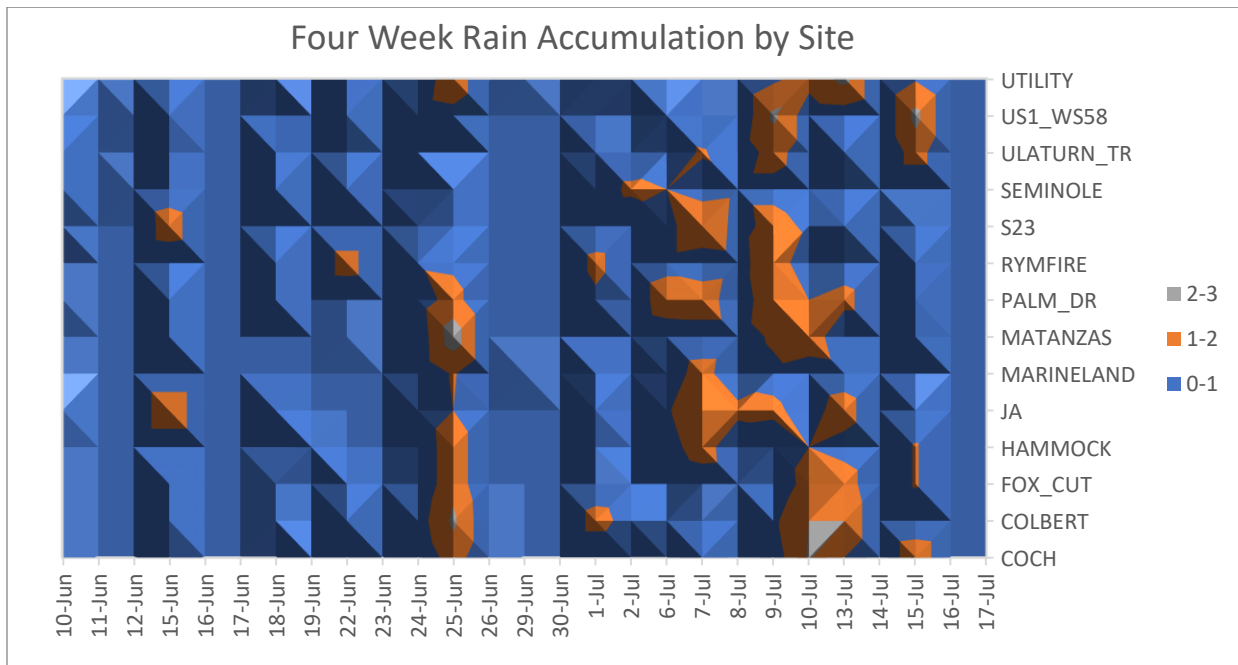 Four Week Rain Accumulation by Site
UTILITY
US1_WS58
ULATURN_TR
SEMINOLE
S23
RYMFIRE
PALM_DR
MATANZAS
MARINELAND
JA
HAMMOCK
FOX_CUT
COLBERT
COCH
2-3
1-2
0-1
10-Jun
11-Jun
12-Jun
15-Jun
16-Jun
17-Jun
18-Jun
19-Jun
22-Jun
23-Jun
24-Jun
25-Jun
26-Jun
29-Jun
30-Jun
1-Jul
2-Jul
6-Jul
7-Jul
8-Jul
9-Jul
10-Jul
13-Jul
14-Jul
15-Jul
16-Jul
17-Jul